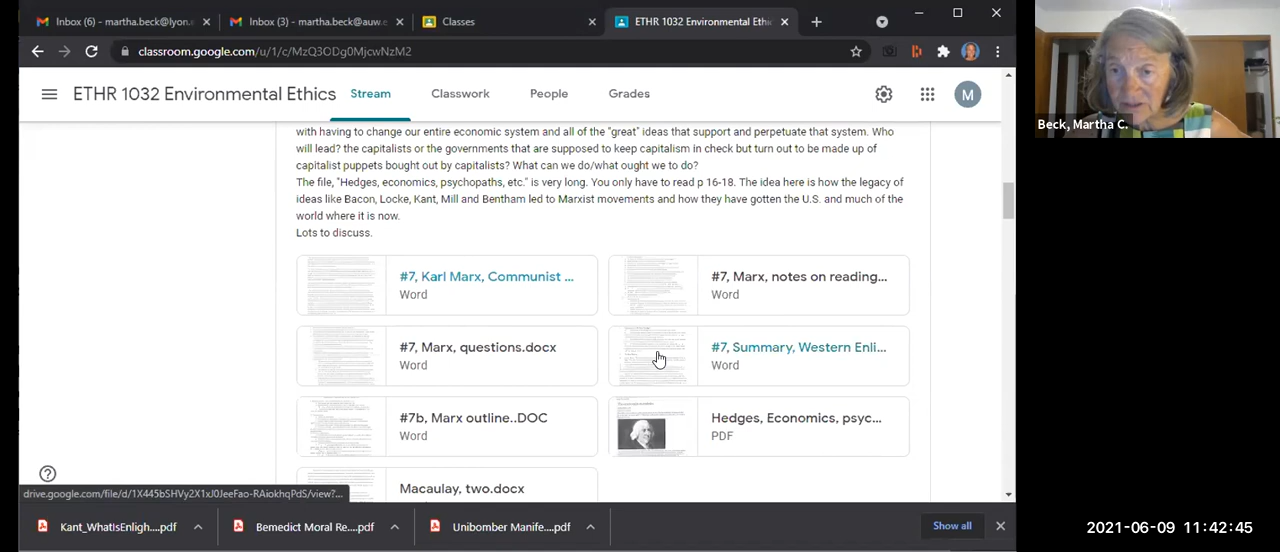 Inbox (6) - martha.beck@lyon.
Inbox (3) - martha.beck@auw.e
Classes
ETHR 1032 Environmental Ethic
classroom.google.com/u/1/c/MzQ3ODg0MjcwNzM2
ETHR 1032 Environmental Ethics
Stream
Classwork
People
Grades
M
Beck, Martha C.
with having to change our entire economic system and all of the "great" ideas that support and perpetuate that system. Who
will lead? the capitalists or the governments that are supposed to keep capitalism in check but turn out to be made up of
capitalist puppets bought out by capitalists? What can we do/what ought we to do?
The file, "Hedges, economics, psychopaths, etc." is very long. You only have to read p 16-18. The idea here is how the legacy of
ideas like Bacon, Locke, Kant, Mill and Bentham led to Marxist movements and how they have gotten the U.S. and much of the
world where it is now.
Lots to discuss.
#7, Karl Marx, Communist ...
Word
#7, Marx, notes on reading...
Word
#7, Marx, questions.docx
Word
#7, Summary, Western Enli...
Word
#7b, Marx outline, DOC
Word
Hedges, Economics, psyc...
PDF
Macaulay, two.docx
Kant_WhatIsEnligh....pdf
Benedict Moral Re....pdf
Unibomber Manife....pdf
Show all
2021-06-09 11:42:45